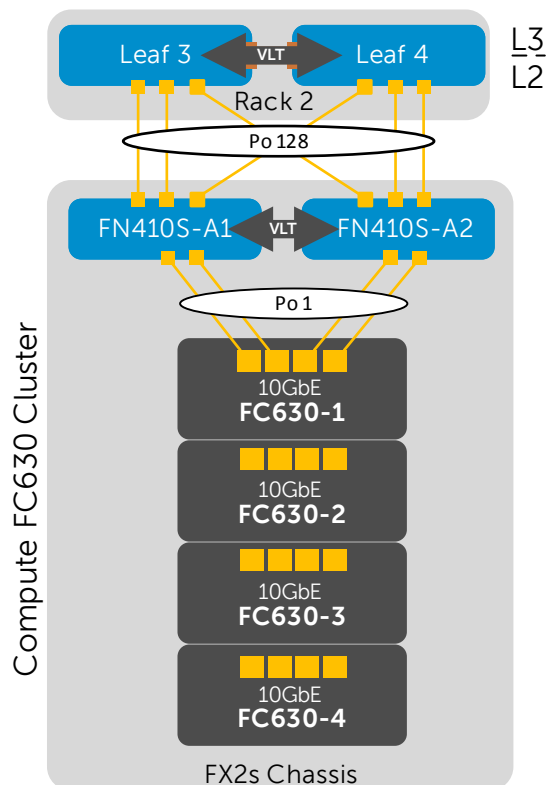 Leaf 3
VLT
Leaf 4
L3
L2
Rack 2
Po 128
FN410S-A1
VLT
FN410S-A2
Po 1
Compute FC630 Cluster
10GbE
FC630-1
10GbE
FC630-2
10GbE
FC630-3
10GbE
FC630-4
FX2s Chassis